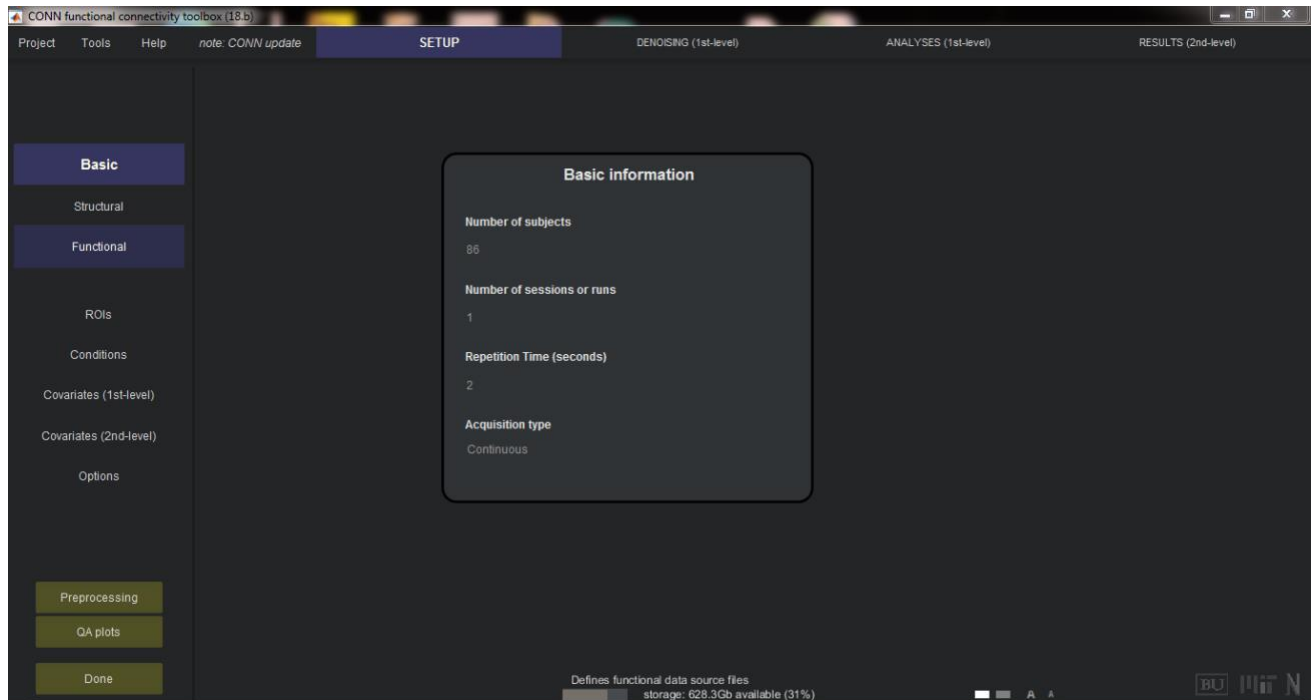 CONN functional connectivity toolbox (18.b)
Project Tools Help note: CONN update SETUP DENOISING (1st-level) ANALYSES (1st-level) RESULTS (2nd-level)
Basic
Structural
Functional
ROIs
Conditions
Covariates (1st-level)
Covariates (2nd-level)
Options
Preprocessing
QA plots
Done
Basic information
Number of subjects
86
Number of sessions or runs
1
Repetition Time (seconds)
2
Acquisition type
Continuous
Defines functional data source files
storage: 628.3Gb available (31%)
A A
BU MIT N